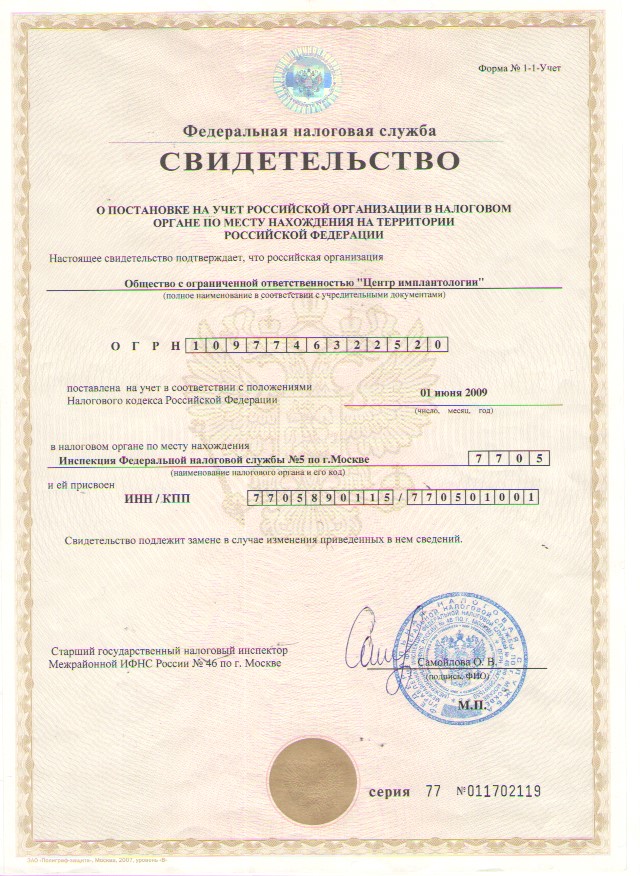 Форма № 1-1-Учет
Федеральная налоговая служба
СВИДЕТЕЛЬСТВО
О ПОСТАНОВКЕ НА УЧЕТ РОССИЙСКОЙ ОРГАНИЗАЦИИ В НАЛОГОВОМ
ОРГАНЕ ПО МЕСТУ НАХОЖДЕНИЯ НА ТЕРРИТОРИИ
РОССИЙСКОЙ ФЕДЕРАЦИИ
Настоящее свидетельство подтверждает, что российская организация
Общество с ограниченной ответственностью "Центр имплантологии"
(полное наименование в соответствии с учредительными документами)
О Г Р Н 1 0 9 7 7 4 6 3 2 2 5 2 0
поставлена на учет в соответствии с положениями
Налогового кодекса Российской Федерации
01 июня 2009
(число, месяц, год)
в налоговом органе по месту нахождения
Инспекция Федеральной налоговой службы №5 по г.Москве 7 7 0 5
(наименование налогового органа и его код)
и ей присвоен
ИНН / КПП 7 7 0 5 8 9 0 1 1 5 / 7 7 0 5 0 1 0 0 1
Свидетельство подлежит замене в случае изменения приведенных в нем сведений.
Старший государственный налоговый инспектор
Межрайонной ИФНС России № 46 по г. Москве
Самойлова О. В.
(подпись, ФИО)
М.П.
серия 77 №011702119
ЗАО «Полиграф-защита», Москва, 2007, уровень «В»